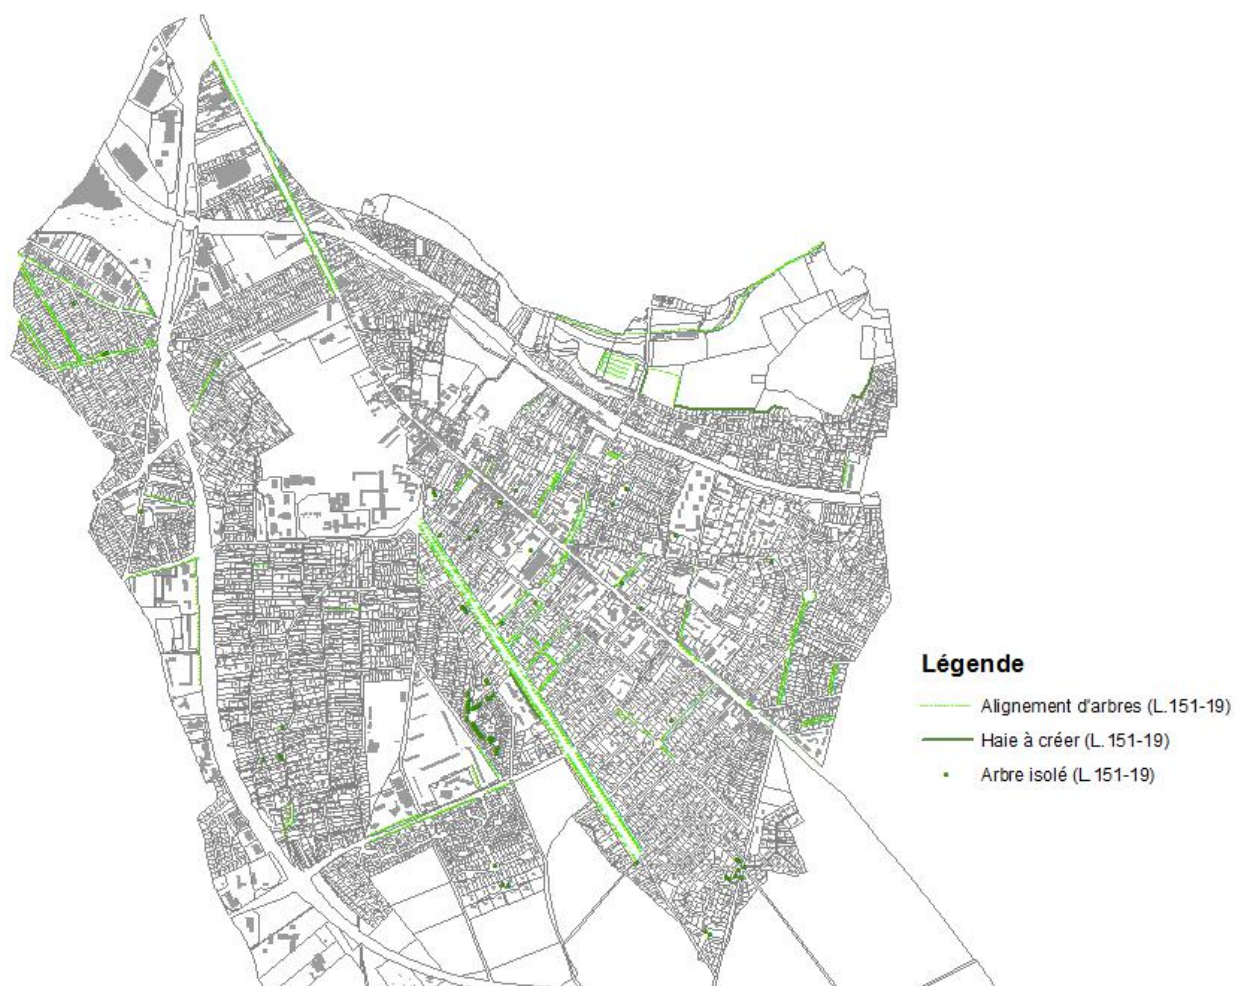 Légende
Alignement d'arbres (L.151-19)
Haie à créer (L.151-19)
Arbre isolé (L.151-19)